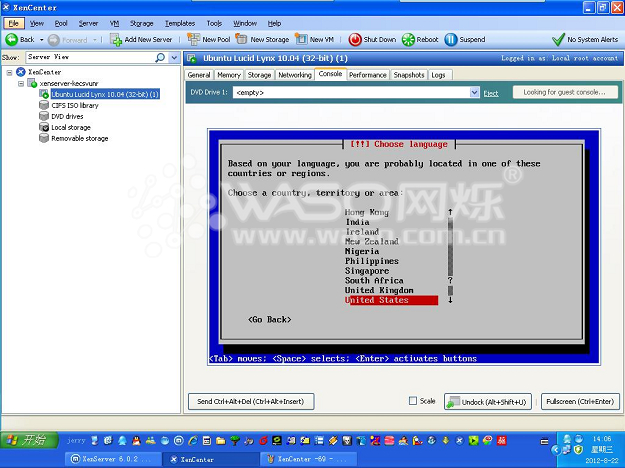 XenCenter
File View Pool Server VM Storage Templates Tools Window Help
Back Forward Add New Server New Pool New Storage New VM Shut Down Reboot Suspend No System Alerts
Show: Server View
Ubuntu Lucid Lynx 10.04 (32-bit) (1) Logged in as: Local root account
XenCenter
xenserver-kecsvunr
Ubuntu Lucid Lynx 10.04 (32-bit) (1)
CIFS ISO library
DVD drives
Local storage
Removable storage
General Memory Storage Networking Console Performance Snapshots Logs
DVD Drive 1: <empty> Eject Looking for guest console...
[!!] Choose language
Based on your language, you are probably located in one of these
countries or regions.
Choose a country, territory or area:
Hong Kong
India
Ireland
New Zealand
Nigeria
Philippines
Singapore
South Africa ?
United Kingdom
United States
<Go Back>
<Tab> moves; <Space> selects; <Enter> activates buttons
网烁®
www.wason.com.cn
Send Ctrl+Alt+Del (Ctrl+Alt+Insert) Scale Undock (Alt+Shift+U) Fullscreen (Ctrl+Enter)
开始 jerry 14:06
星期三
2012-8-22
XenServer 6.0.2 ... XenCenter XenCenter -69 - ...